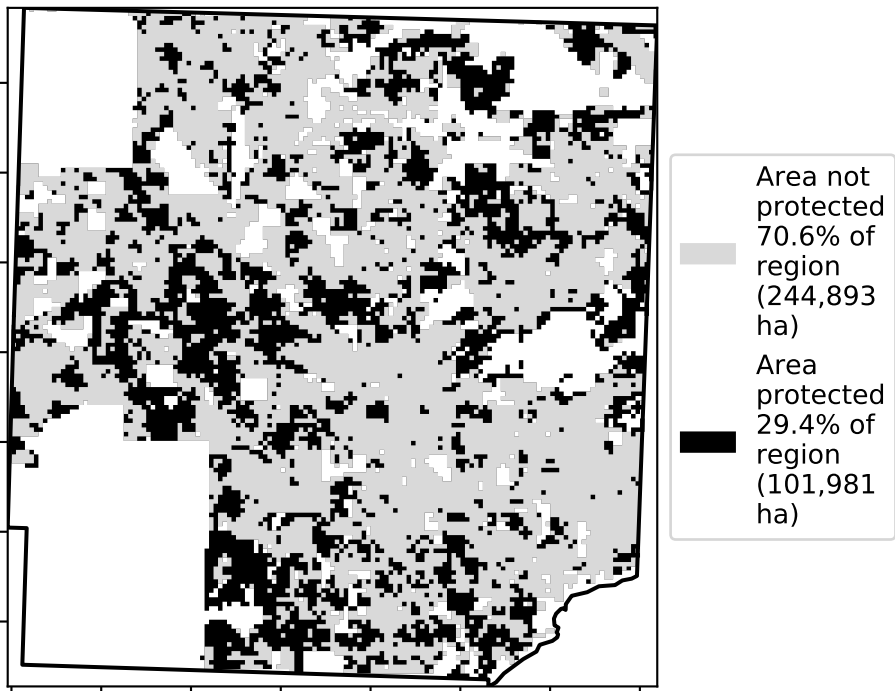 Area not
protected
70.6% of
region
(244,893
ha)
Area
protected
29.4% of
region
(101,981
ha)